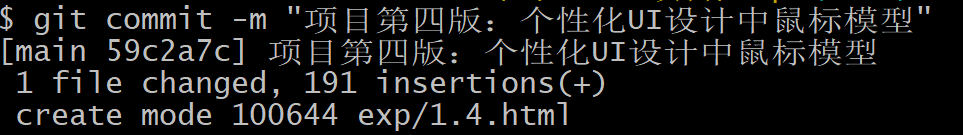 $ git commit -m "项目第四版：个性化UI设计中鼠标模型"
[main 59c2a7c] 项目第四版：个性化UI设计中鼠标模型
 1 file changed, 191 insertions(+)
 create mode 100644 exp/1.4.html